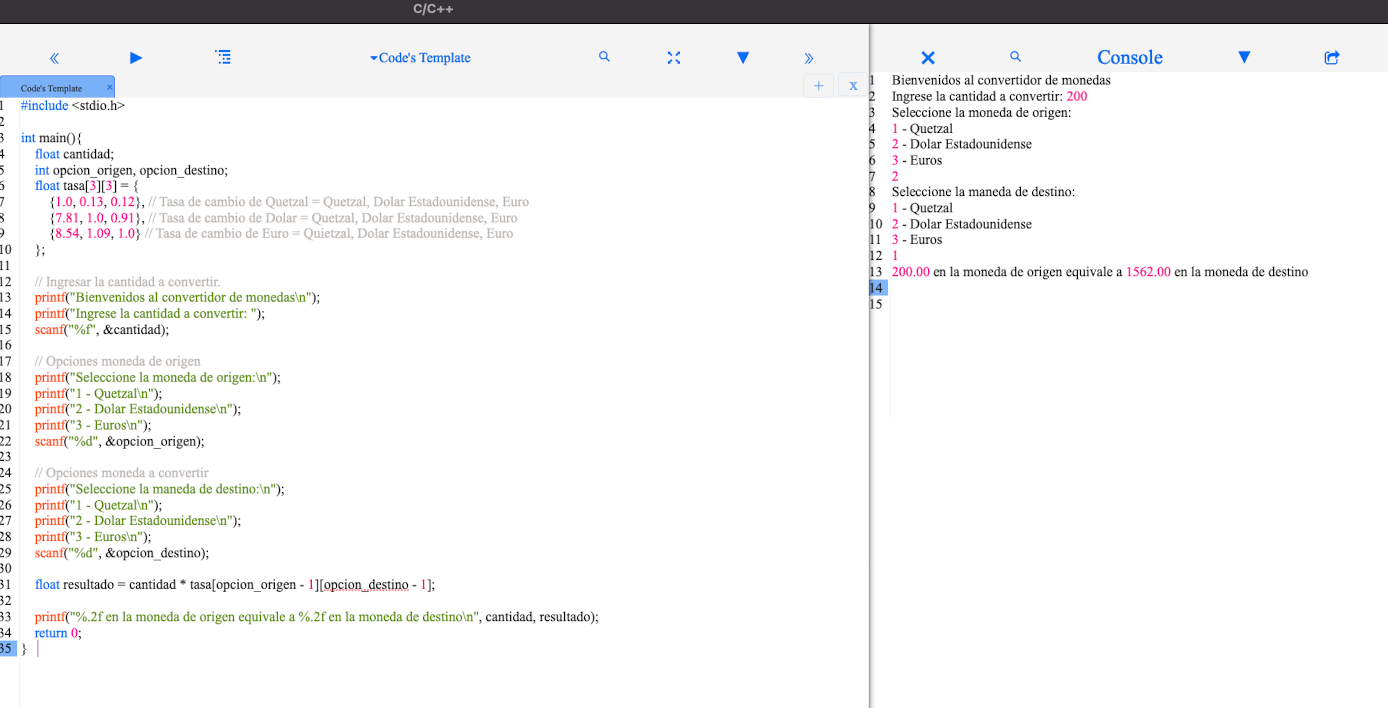 C/C++
Code's Template
Code's Template
#include <stdio.h>
1
2
3 int main(){
4 float cantidad;
5 int opcion_origen, opcion_destino;
6 float tasa[3][3] = {
7 {1.0, 0.13, 0.12}, // Tasa de cambio de Quetzal = Quetzal, Dolar Estadounidense, Euro
8 {7.81, 1.0, 0.91}, // Tasa de cambio de Dolar = Quetzal, Dolar Estadounidense, Euro
9 {8.54, 1.09, 1.0} // Tasa de cambio de Euro = Quietzal, Dolar Estadounidense, Euro
10 };
11
12 // Ingresar la cantidad a convertir.
13 printf("Bienvenidos al convertidor de monedas\n");
14 printf("Ingrese la cantidad a convertir: ");
15 scanf("%f", &cantidad);
16
17 // Opciones moneda de origen
18 printf("Seleccione la moneda de origen:\n");
19 printf("1 - Quetzal\n");
20 printf("2 - Dolar Estadounidense\n");
21 printf("3 - Euros\n");
22 scanf("%d", &opcion_origen);
23
24 // Opciones moneda a convertir
25 printf("Seleccione la maneda de destino:\n");
26 printf("1 - Quetzal\n");
27 printf("2 - Dolar Estadounidense\n");
28 printf("3 - Euros\n");
29 scanf("%d", &opcion_destino);
30
31 float resultado = cantidad * tasa[opcion_origen - 1][opcion_destino - 1];
32
33 printf("%.2f en la moneda de origen equivale a %.2f en la moneda de destino\n", cantidad, resultado);
34 return 0;
35 }
Console
1 Bienvenidos al convertidor de monedas
2 Ingrese la cantidad a convertir: 200
3 Seleccione la moneda de origen:
4 1 - Quetzal
5 2 - Dolar Estadounidense
6 3 - Euros
7 2
8 Seleccione la maneda de destino:
9 1 - Quetzal
10 2 - Dolar Estadounidense
11 3 - Euros
12 1
13 200.00 en la moneda de origen equivale a 1562.00 en la moneda de destino
14
15